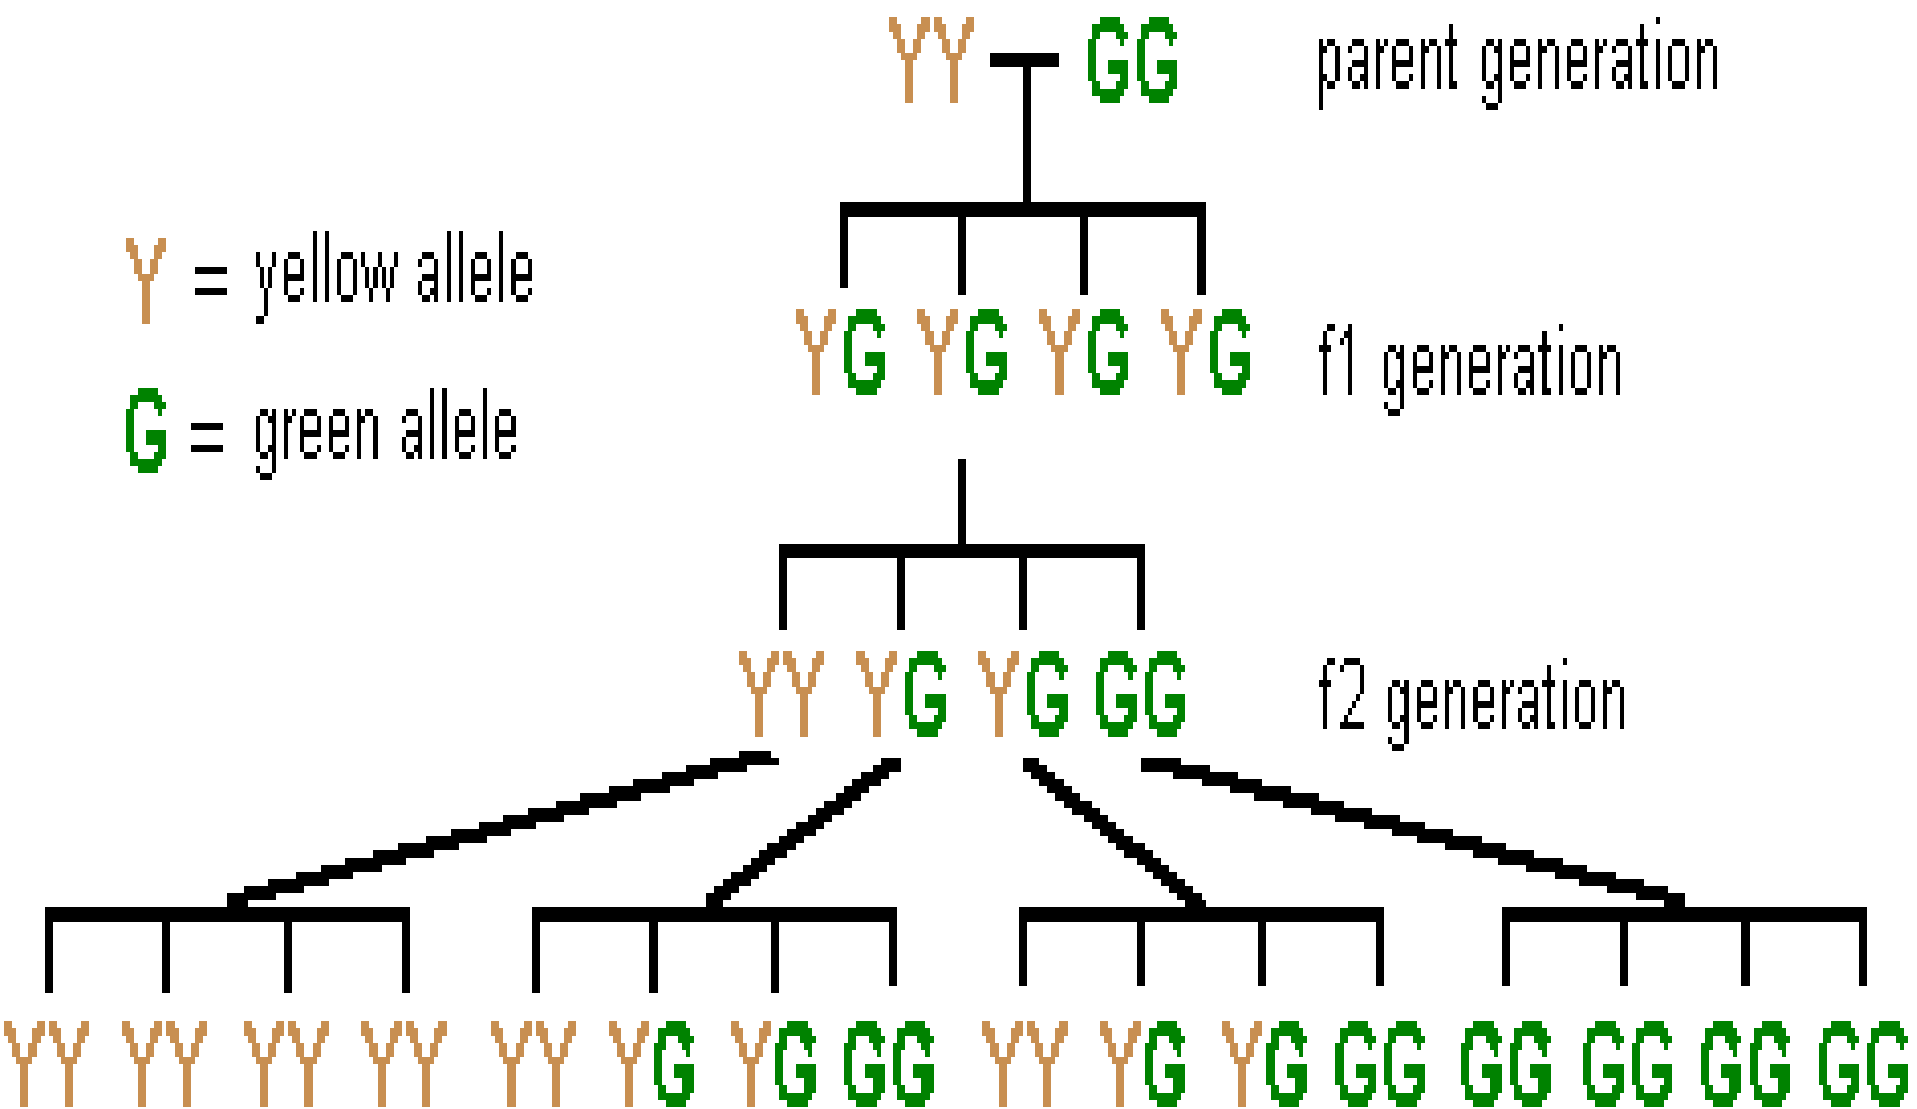 YY GG parent generation
Y = yellow allele
YG YG YG YG f1 generation
G = green allele
YY YG YG GG f2 generation
YY YY YY YY YY YG YG GG YY YG YG GG GG GG GG GG